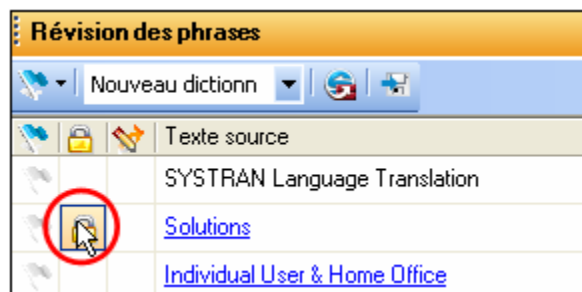 Révision des phrases
Nouveau dictionn
Texte source
SYSTRAN Language Translation
Solutions
Individual User & Home Office